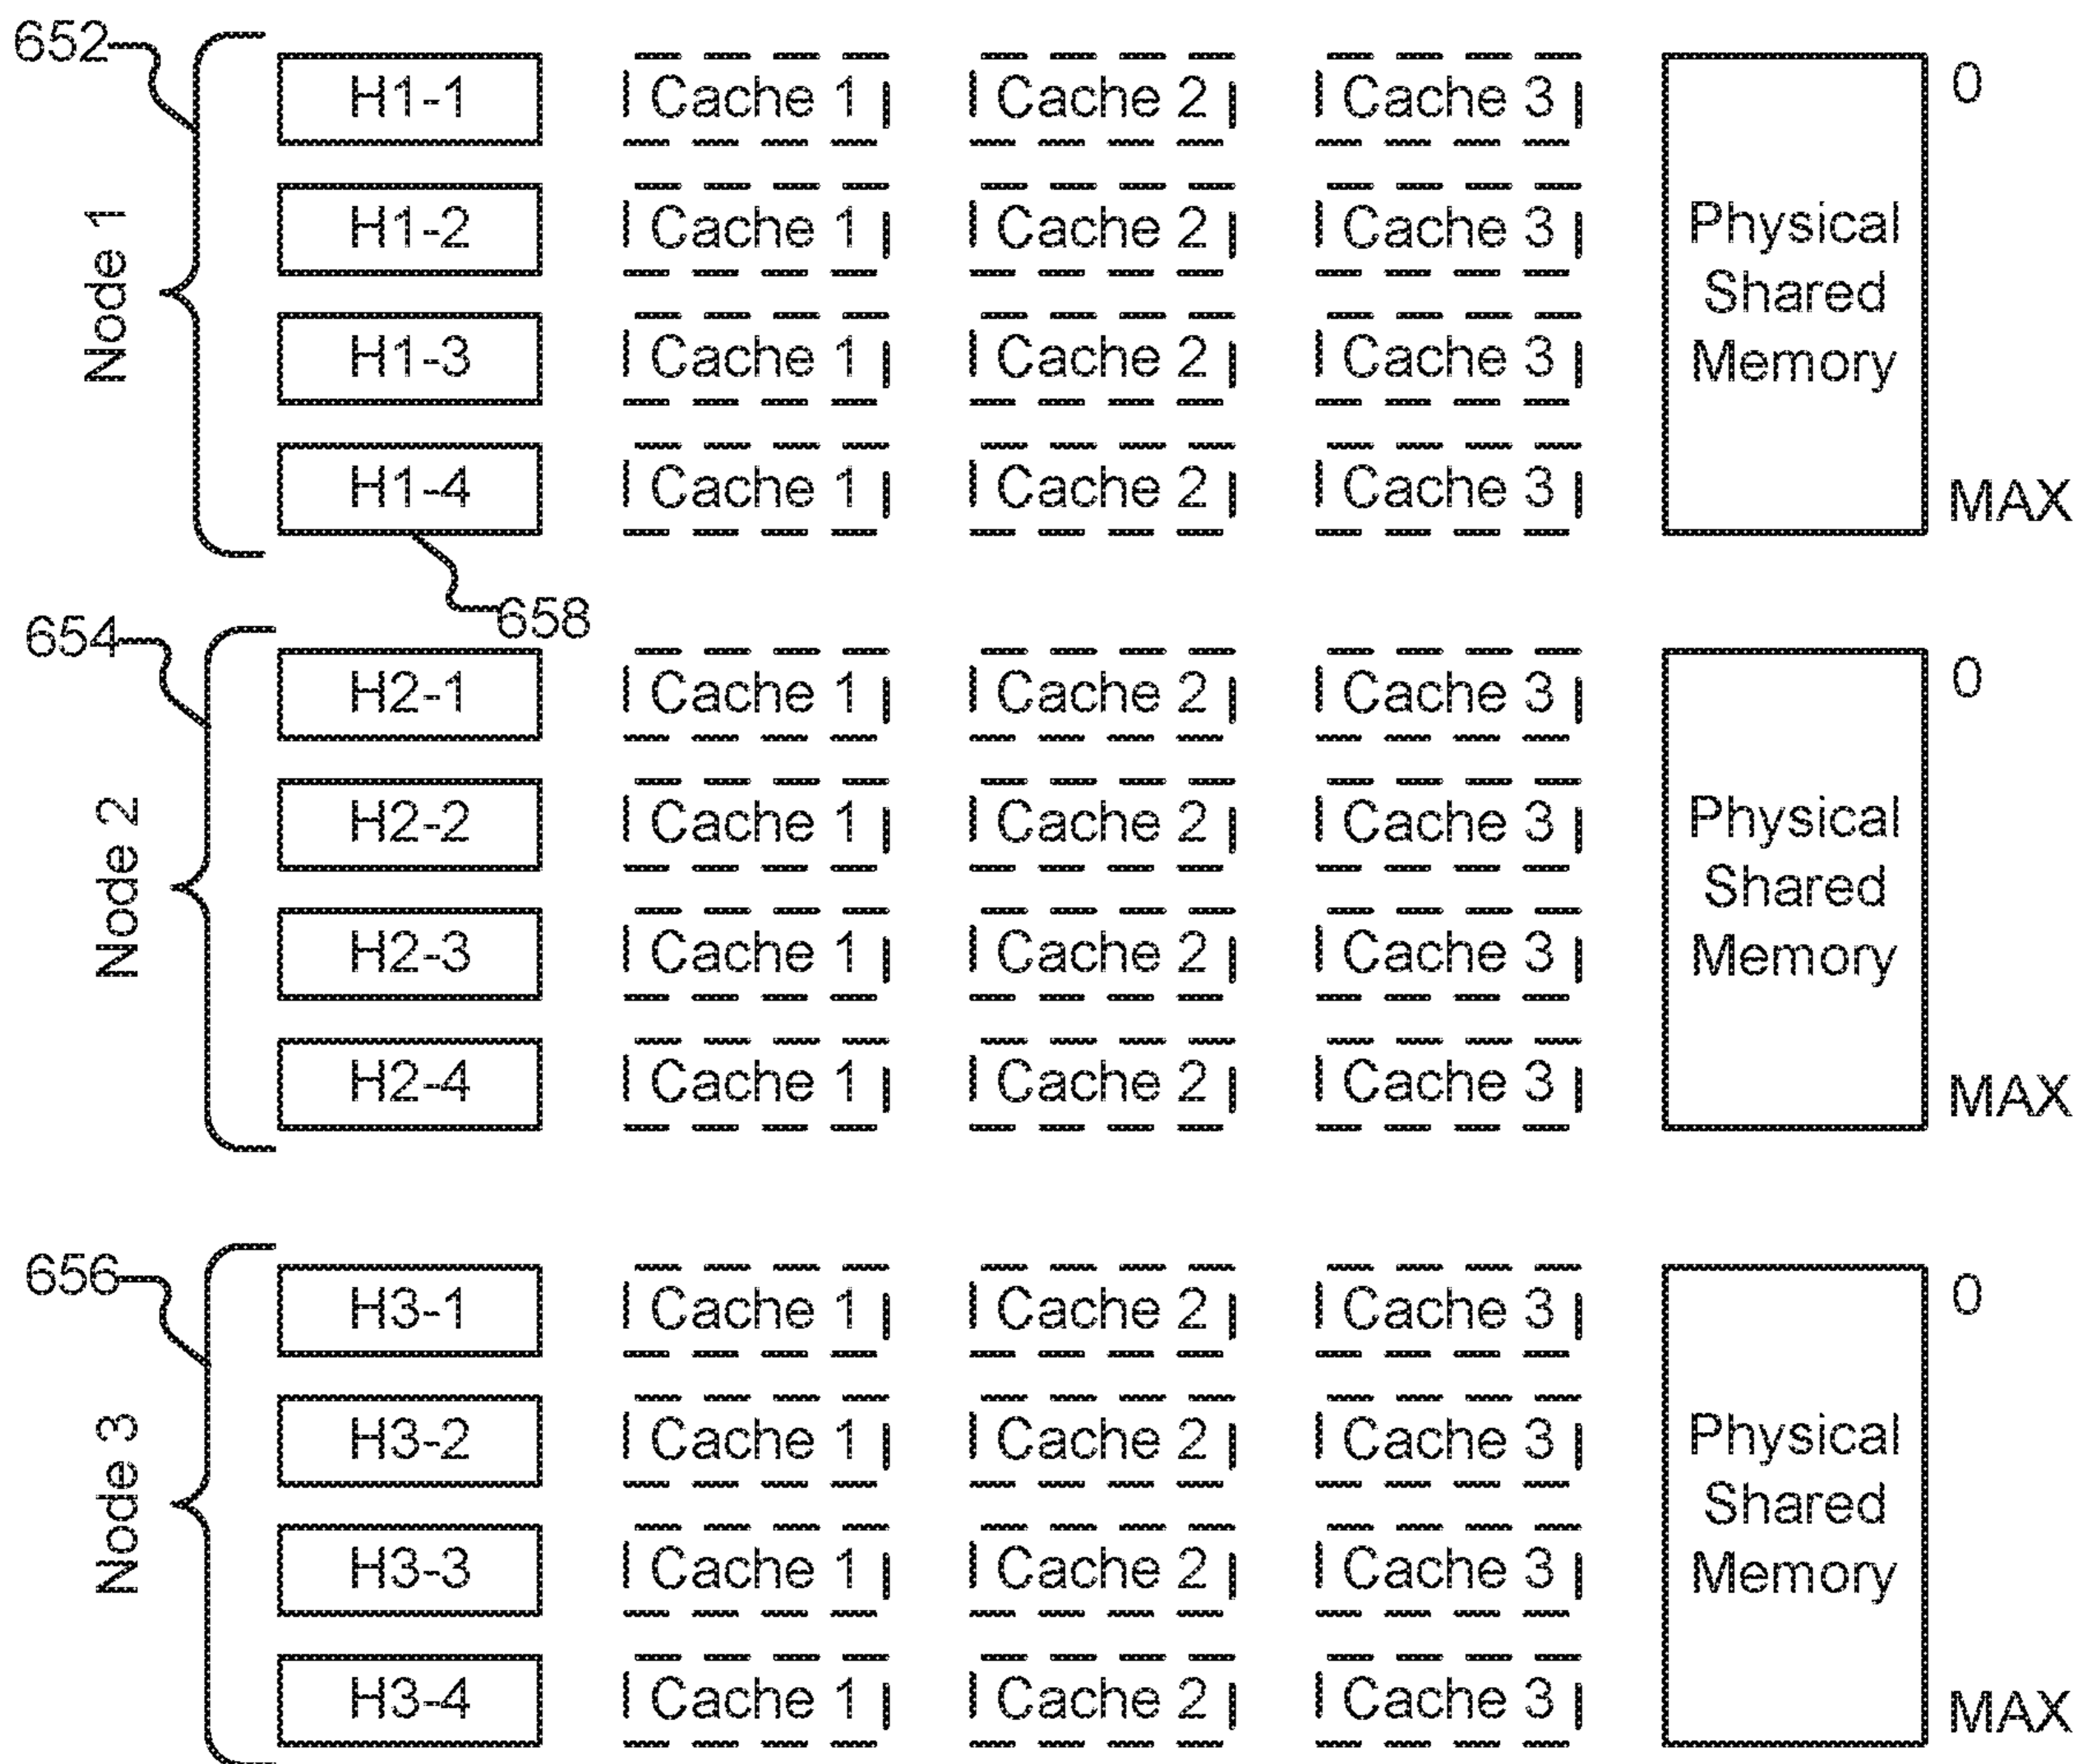 652
H1-1 Cache 1 Cache 2 Cache 3 0
Node 1
H1-2 Cache 1 Cache 2 Cache 3
Physical
Shared
Memory
H1-3 Cache 1 Cache 2 Cache 3
H1-4 Cache 1 Cache 2 Cache 3 MAX
658
654
H2-1 Cache 1 Cache 2 Cache 3 0
Node 2
H2-2 Cache 1 Cache 2 Cache 3
Physical
Shared
Memory
H2-3 Cache 1 Cache 2 Cache 3
H2-4 Cache 1 Cache 2 Cache 3 MAX
656
H3-1 Cache 1 Cache 2 Cache 3 0
Node 3
H3-2 Cache 1 Cache 2 Cache 3
Physical
Shared
Memory
H3-3 Cache 1 Cache 2 Cache 3
H3-4 Cache 1 Cache 2 Cache 3 MAX